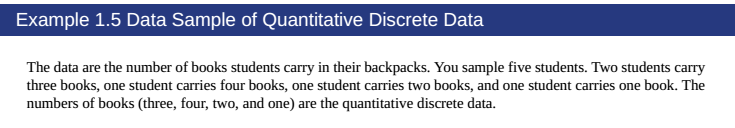 Example 1.5 Data Sample of Quantitative Discrete Data
The data are the number of books students carry in their backpacks. You sample five students. Two students carry
three books, one student carries four books, one student carries two books, and one student carries one book. The
numbers of books (three, four, two, and one) are the quantitative discrete data.